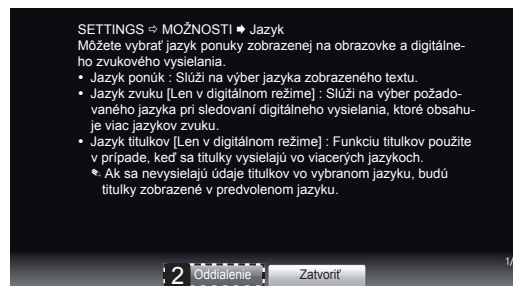 SETTINGS ⇨ MOŽNOSTI ➡ Jazyk
Môžete vybrať jazyk ponuky zobrazenej na obrazovke a digitálne-
ho zvukového vysielania.
• Jazyk ponúk : Slúži na výber jazyka zobrazeného textu.
• Jazyk zvuku [Len v digitálnom režime] : Slúži na výber požado-
vaného jazyka pri sledovaní digitálneho vysielania, ktoré obsahu-
je viac jazykov zvuku.
• Jazyk titulkov [Len v digitálnom režime] : Funkciu titulkov použite
v prípade, keď sa titulky vysielajú vo viacerých jazykoch.
✎ Ak sa nevysielajú údaje titulkov vo vybranom jazyku, budú
titulky zobrazené v predvolenom jazyku.
1/
2 Oddialenie Zatvoriť